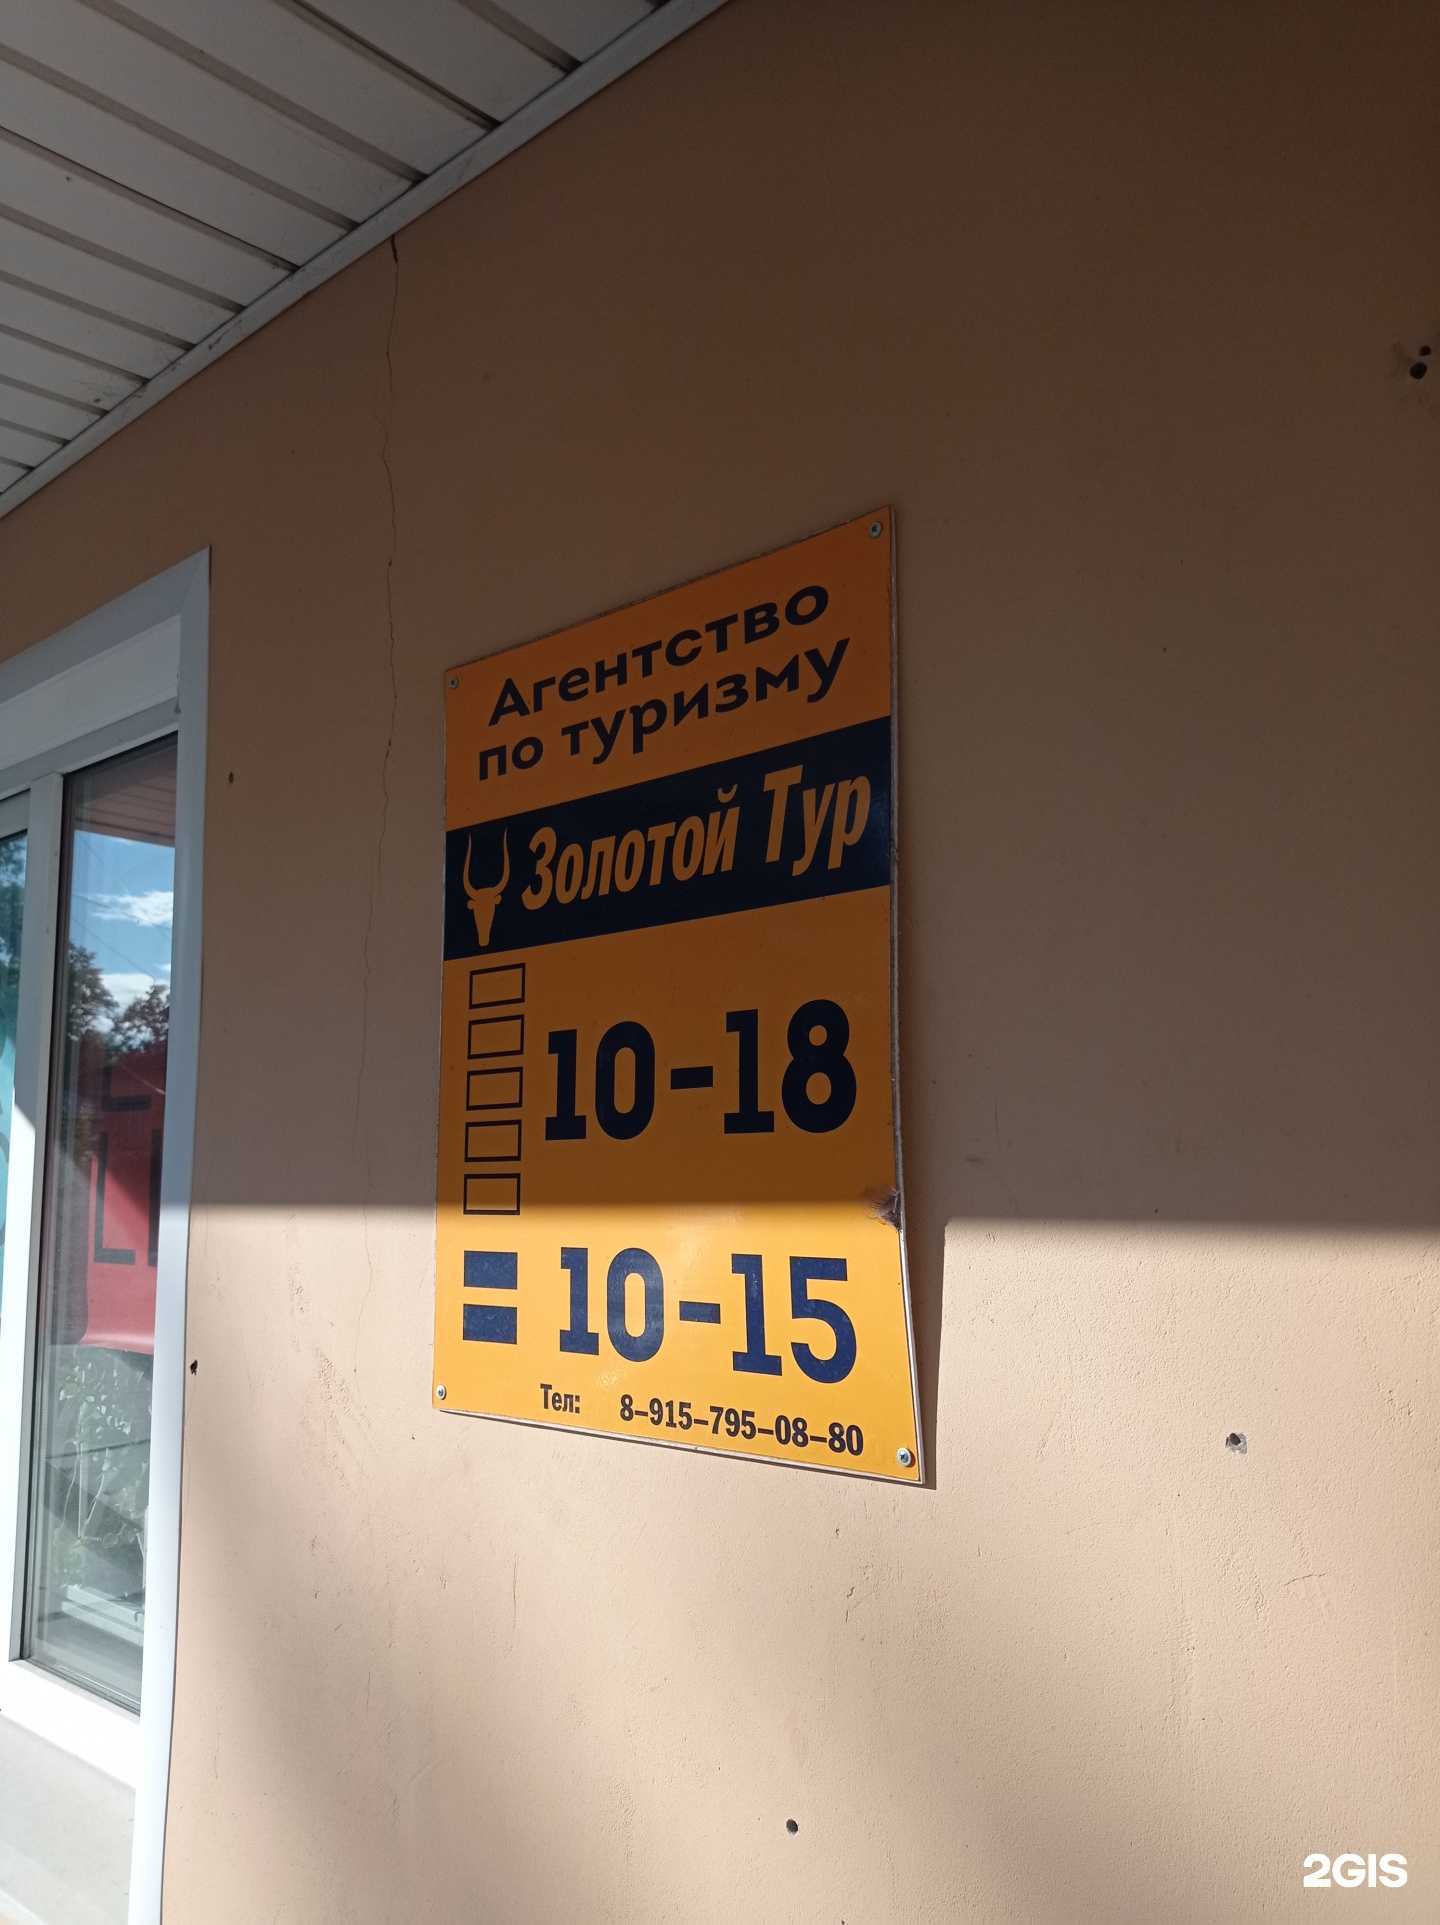 Агентство
по туризму
Золотой Тур
10-18
10-15
Тел: 8-915-795-08-80
2GIS